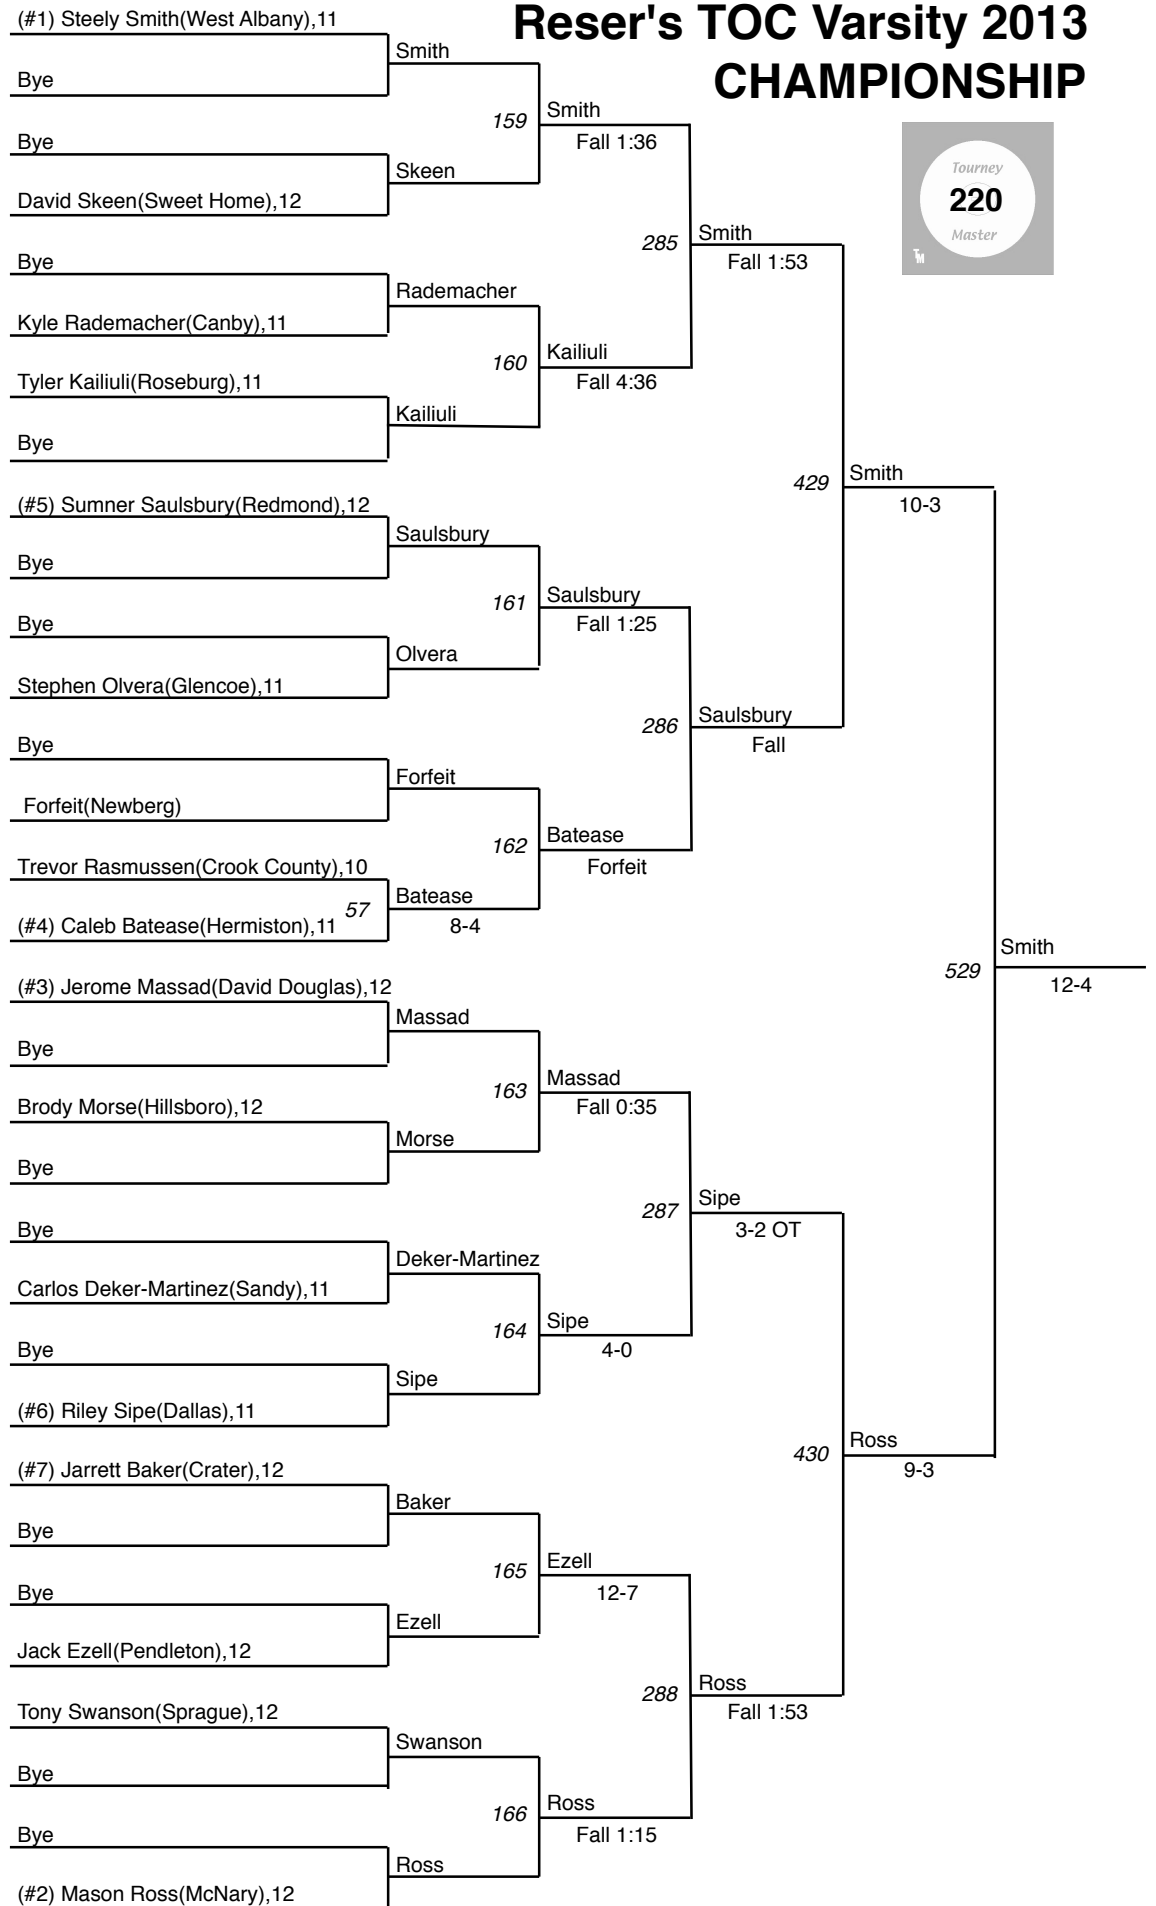 Reser's TOC Varsity 2013
CHAMPIONSHIP
Tourney
220
Master
TM
(#1) Steely Smith(West Albany),11
Smith
Bye
159
Smith
Fall 1:36
Bye
Skeen
David Skeen(Sweet Home),12
285
Smith
Fall 1:53
Bye
Rademacher
Kyle Rademacher(Canby),11
160
Kailiuli
Fall 4:36
Tyler Kailiuli(Roseburg),11
Kailiuli
Bye
429
Smith
10-3
(#5) Sumner Saulsbury(Redmond),12
Saulsbury
Bye
161
Saulsbury
Fall 1:25
Bye
Olvera
Stephen Olvera(Glencoe),11
286
Saulsbury
Fall
Bye
Forfeit
Forfeit(Newberg)
162
Batease
Forfeit
Trevor Rasmussen(Crook County),10
57
Batease
8-4
(#4) Caleb Batease(Hermiston),11
529
Smith
12-4
(#3) Jerome Massad(David Douglas),12
Massad
Bye
163
Massad
Fall 0:35
Brody Morse(Hillsboro),12
Morse
Bye
287
Sipe
3-2 OT
Bye
Deker-Martinez
Carlos Deker-Martinez(Sandy),11
164
Sipe
4-0
Bye
Sipe
(#6) Riley Sipe(Dallas),11
430
Ross
9-3
(#7) Jarrett Baker(Crater),12
Baker
Bye
165
Ezell
12-7
Bye
Ezell
Jack Ezell(Pendleton),12
288
Ross
Fall 1:53
Tony Swanson(Sprague),12
Swanson
Bye
166
Ross
Fall 1:15
Bye
Ross
(#2) Mason Ross(McNary),12